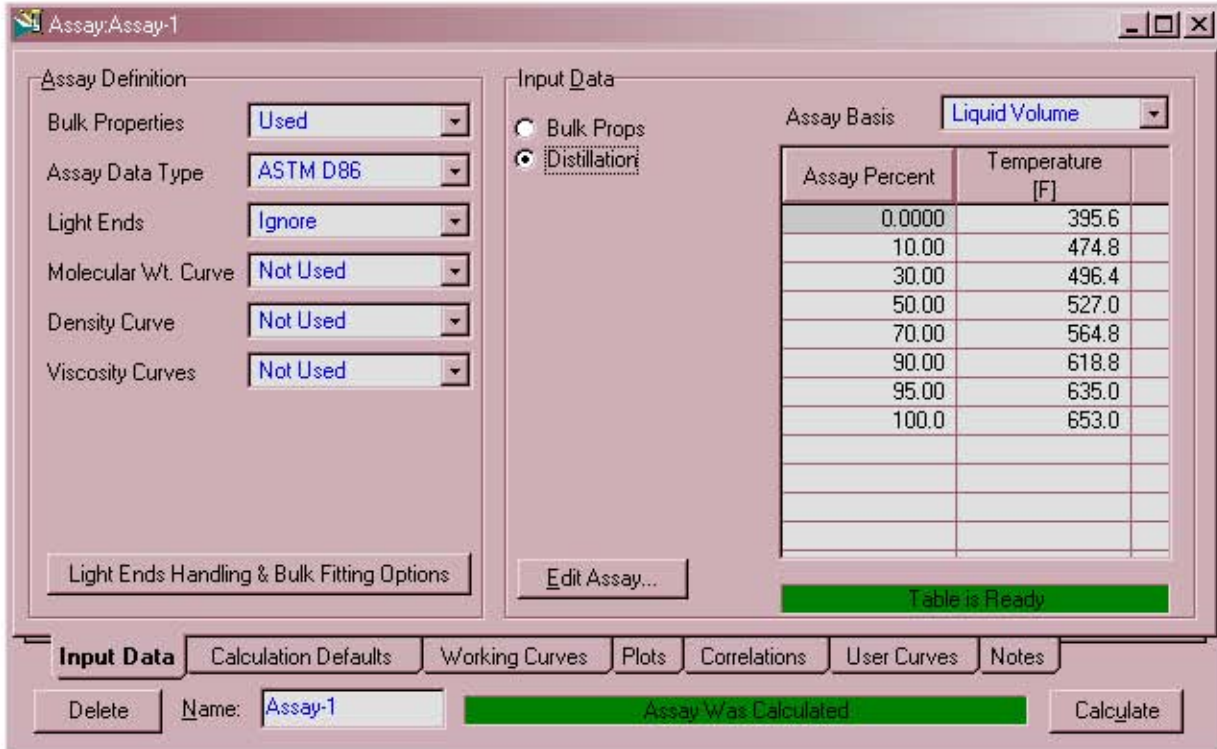 Assay:Assay-1
Assay Definition
Bulk Properties Used
Assay Data Type ASTM D86
Light Ends Ignore
Molecular Wt. Curve Not Used
Density Curve Not Used
Viscosity Curves Not Used
Light Ends Handling & Bulk Fitting Options
Input Data
Bulk Props
Distillation
Assay Basis Liquid Volume
Assay Percent Temperature [F]
0.0000 395.6
10.00 474.8
30.00 496.4
50.00 527.0
70.00 564.8
90.00 618.8
95.00 635.0
100.0 653.0
Edit Assay...
Table is Ready
Input Data Calculation Defaults Working Curves Plots Correlations User Curves Notes
Delete Name: Assay-1 Assay Was Calculated Calculate